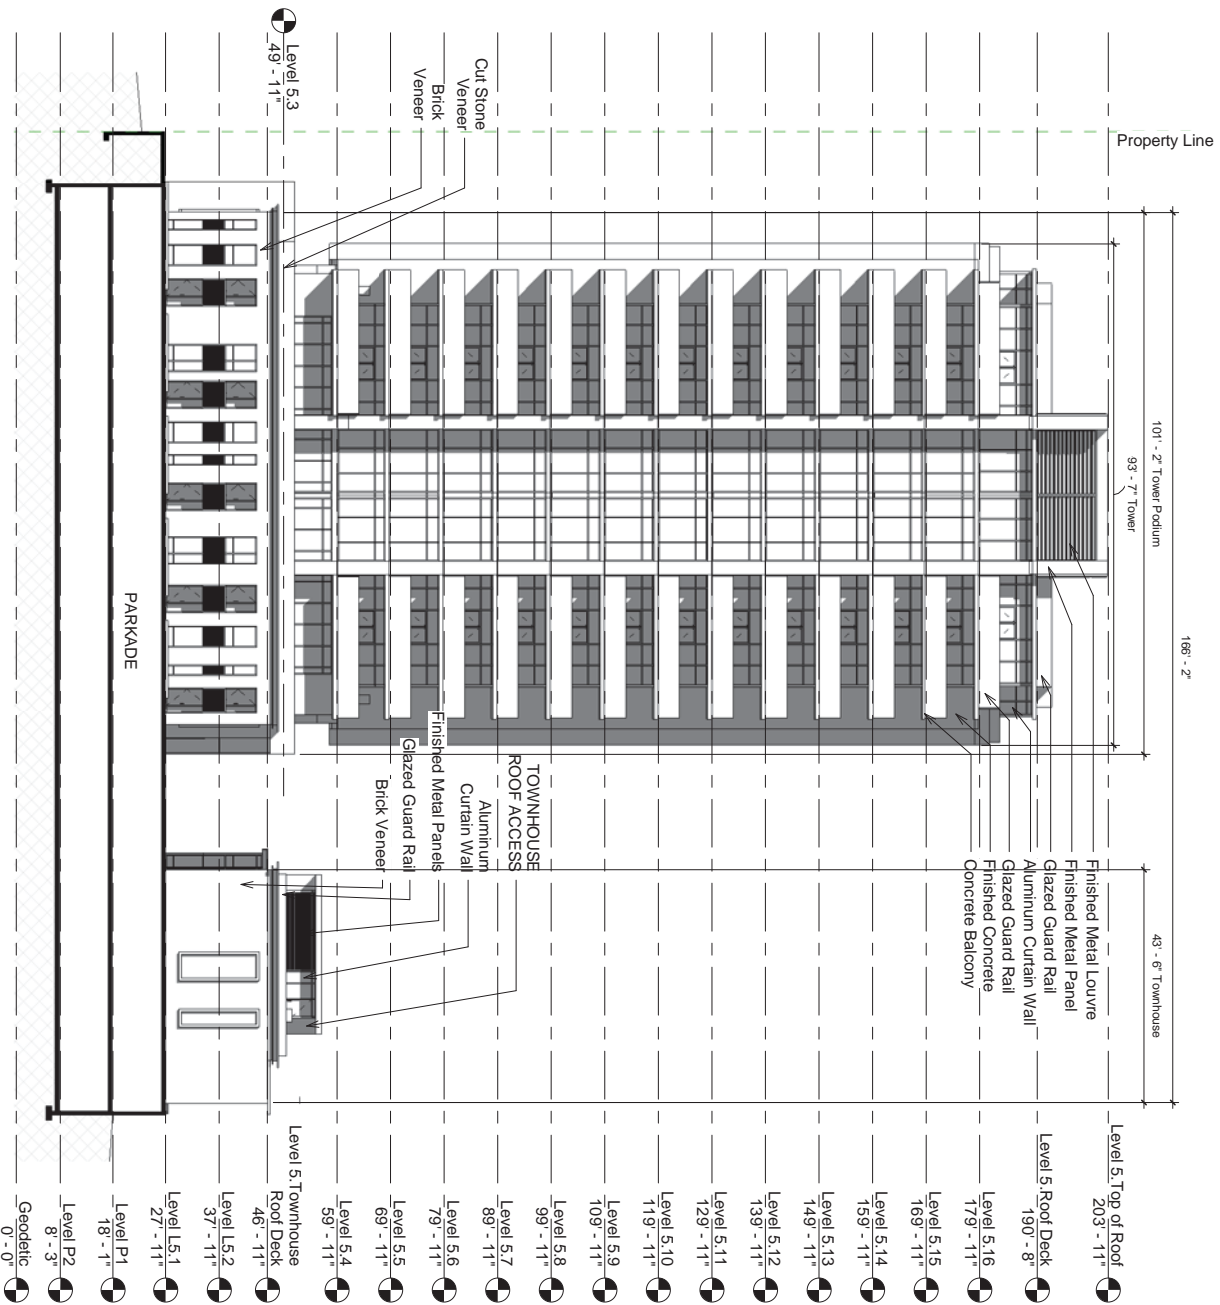 Property Line
Level 5.3
49' - 11"
Cut Stone
Veneer
Brick
Veneer
101' - 2" Tower Podium
93' - 7" Tower
166' - 2"
43' - 6" Townhouse
PARKADE
TOWNHOUSE
ROOF ACCESS
Aluminum
Curtain Wall
Finished Metal Panels
Glazed Guard Rail
Brick Veneer
Finished Metal Louvre
Finished Metal Panel
Glazed Guard Rail
Aluminum Curtain Wall
Glazed Guard Rail
Finished Concrete
Concrete Balcony
Level 5.Top of Roof
203' - 11"
Level 5.Roof Deck
190' - 8"
Level 5.16
179' - 11"
Level 5.15
169' - 11"
Level 5.14
159' - 11"
Level 5.13
149' - 11"
Level 5.12
139' - 11"
Level 5.11
129' - 11"
Level 5.10
119' - 11"
Level 5.9
109' - 11"
Level 5.8
99' - 11"
Level 5.7
89' - 11"
Level 5.6
79' - 11"
Level 5.5
69' - 11"
Level 5.4
59' - 11"
Level 5.Townhouse
Roof Deck
46' - 11"
Level L5.2
37' - 11"
Level L5.1
27' - 11"
Level P1
18' - 1"
Level P2
8' - 3"
Geodetic
0' - 0"